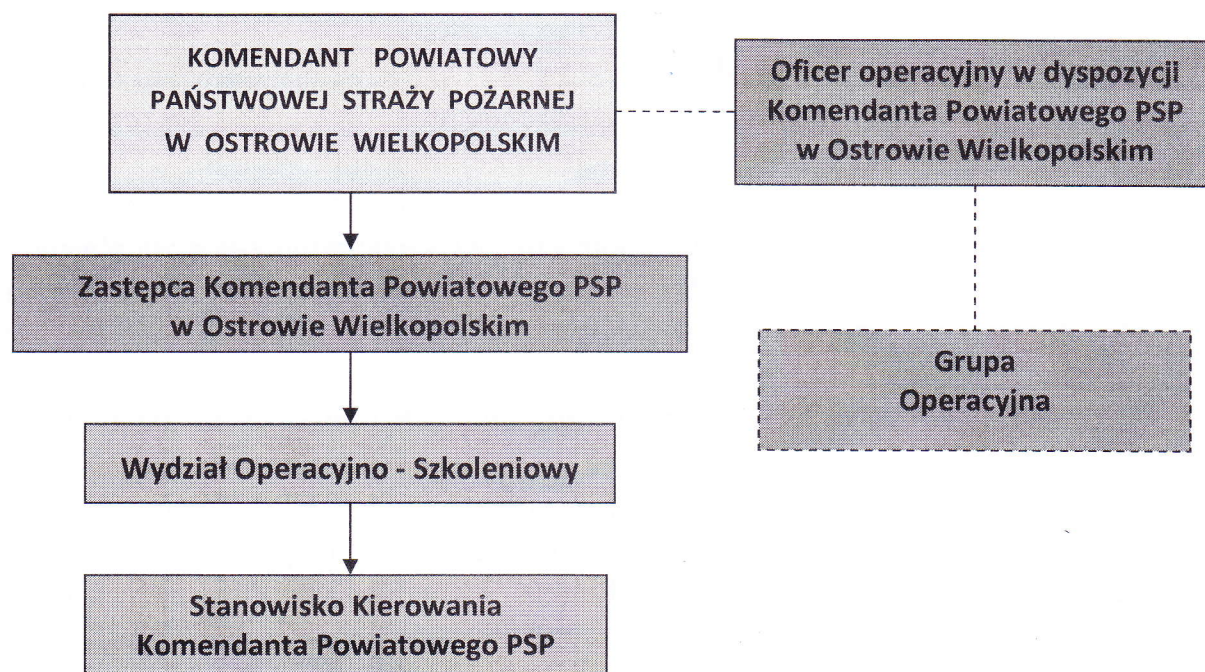 KOMENDANT POWIATOWY
PAŃSTWOWEJ STRAŻY POŻARNEJ
W OSTROWIE WIELKOPOLSKIM
Oficer operacyjny w dyspozycji
Komendanta Powiatowego PSP
w Ostrowie Wielkopolskim
Zastępca Komendanta Powiatowego PSP
w Ostrowie Wielkopolskim
Grupa
Operacyjna
Wydział Operacyjno - Szkoleniowy
Stanowisko Kierowania
Komendanta Powiatowego PSP